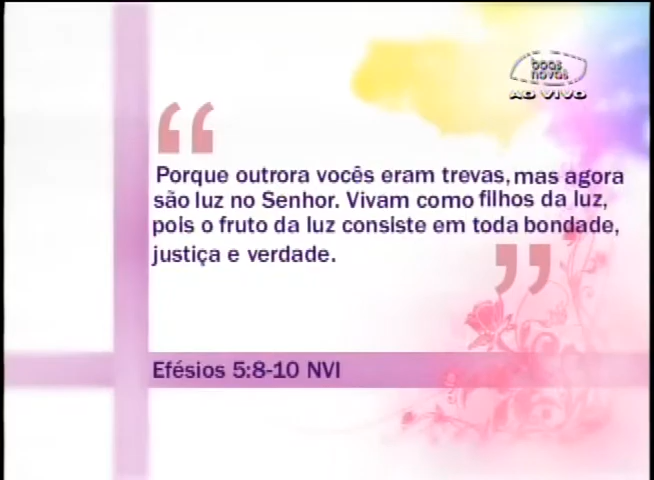 boas
novas
AO VIVO
“
Porque outrora vocês eram trevas, mas agora
são luz no Senhor. Vivam como filhos da luz,
pois o fruto da luz consiste em toda bondade,
justiça e verdade.
”
Efésios 5:8-10 NVI